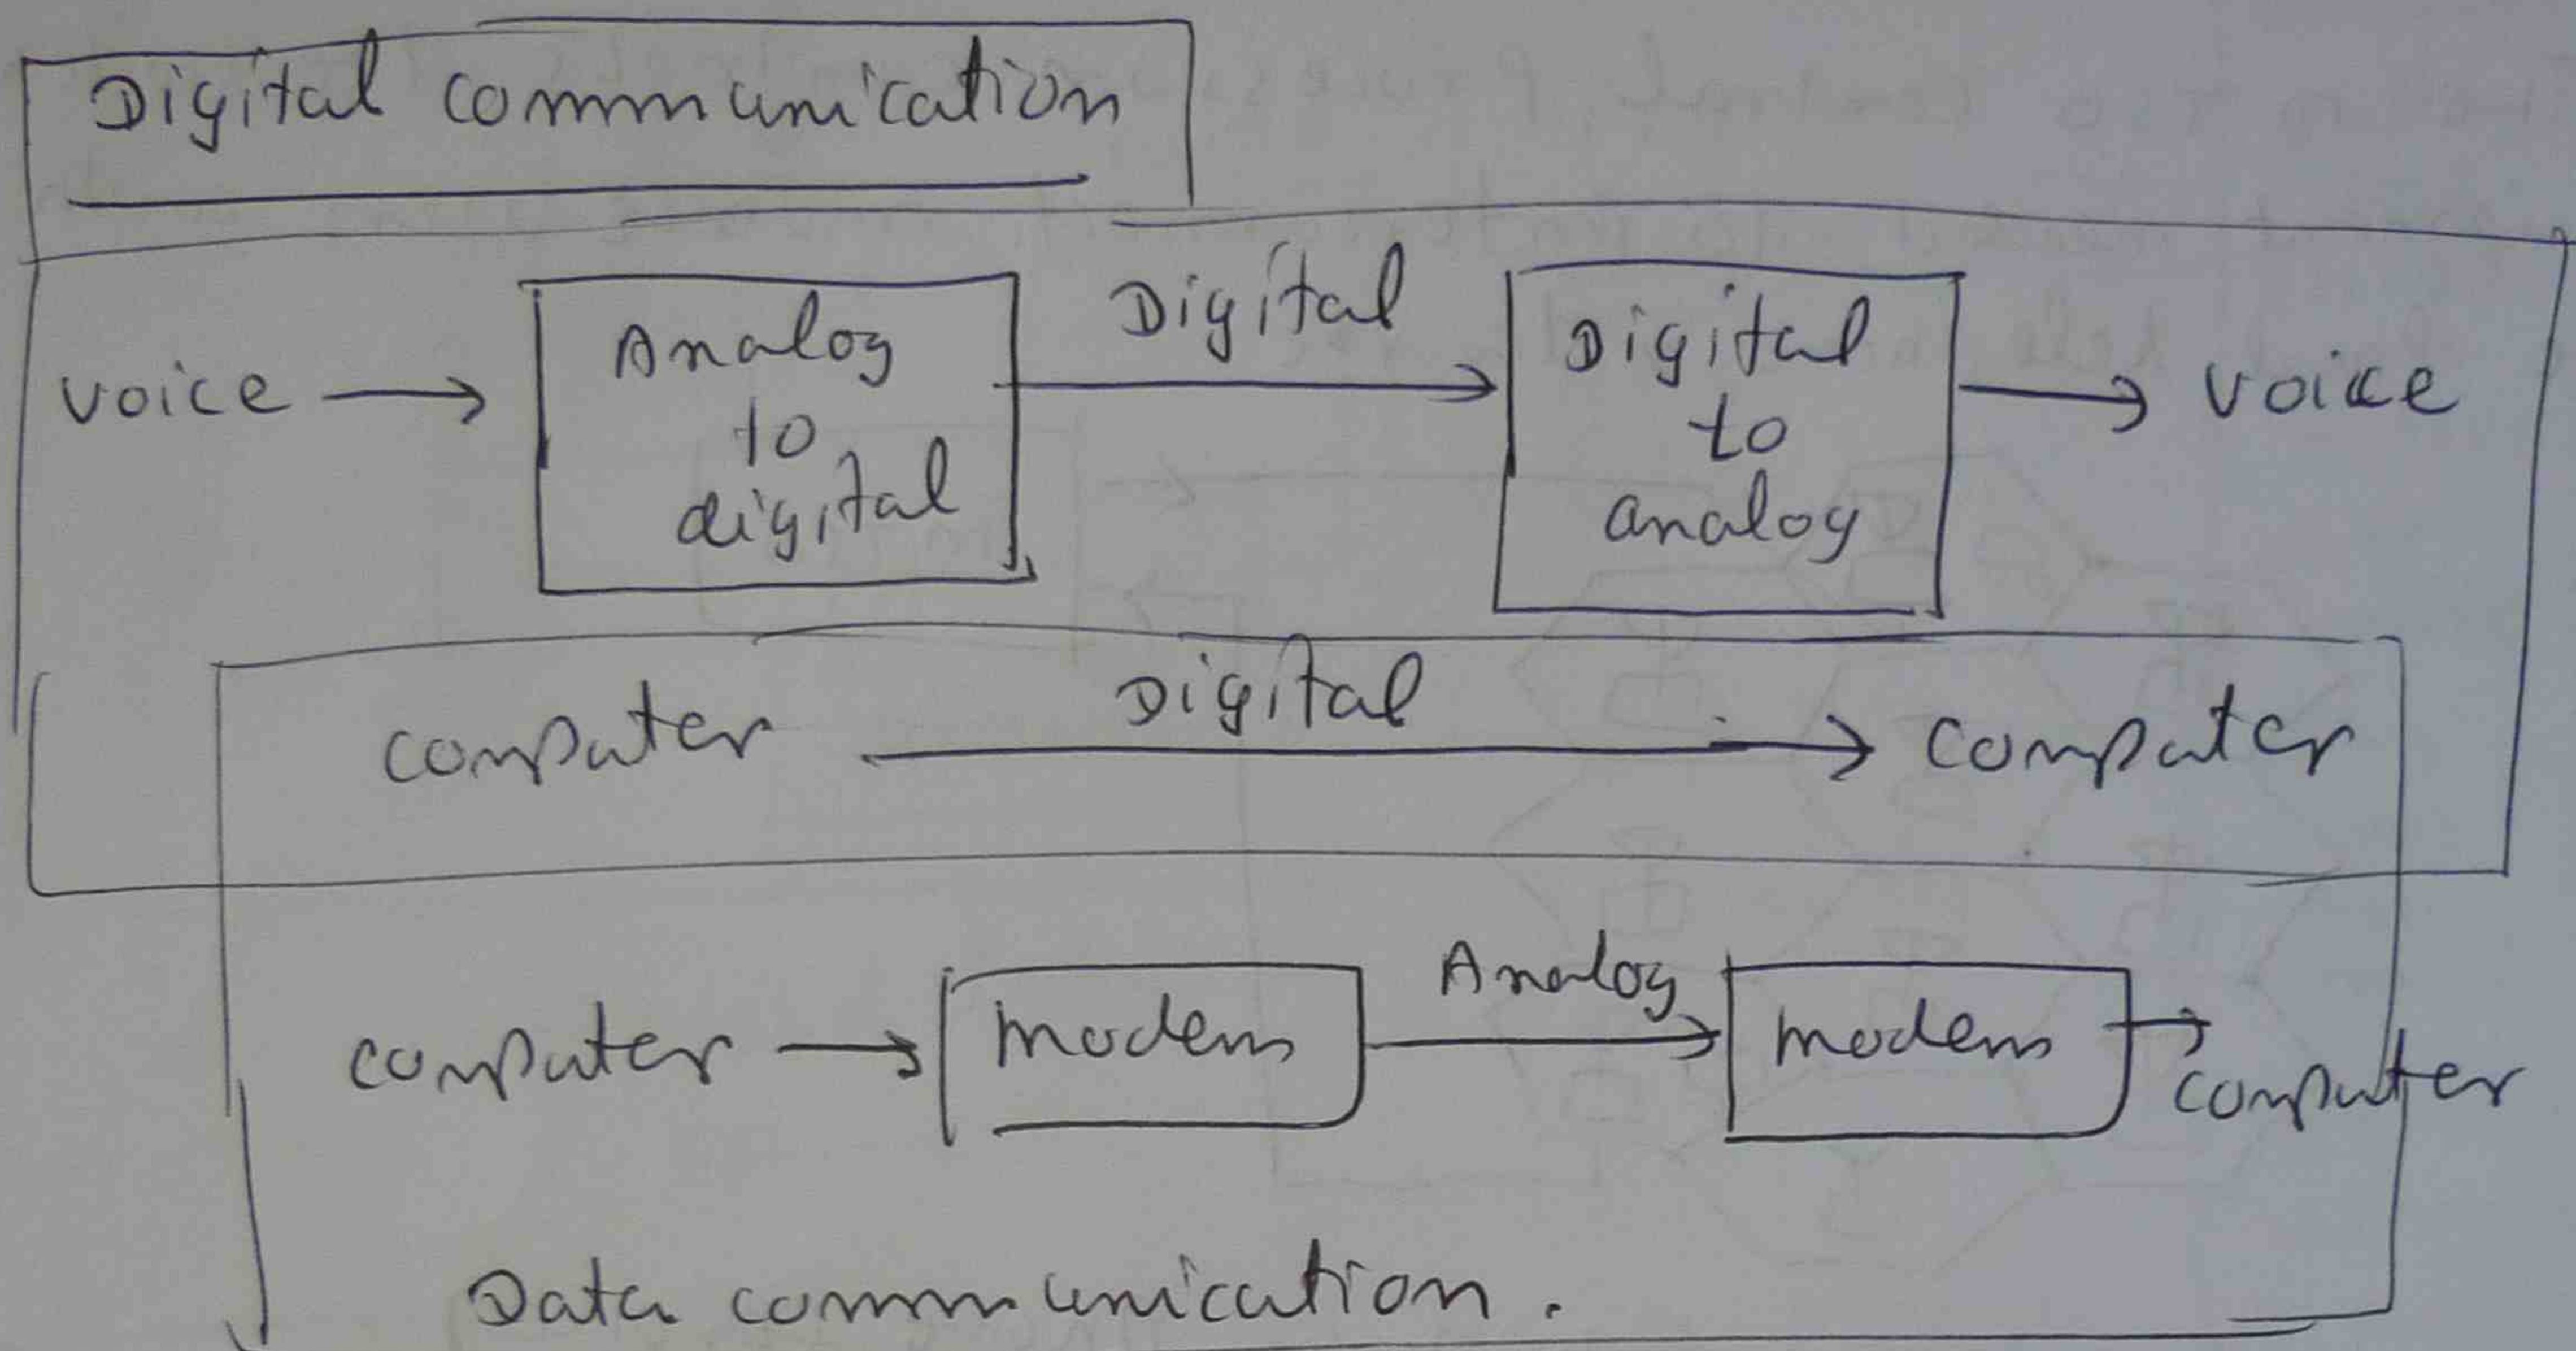 Digital communication
voice → Analog to digital Digital → Digital to analog → voice
computer Digital → computer
computer → modem Analog → modem → computer
Data communication.